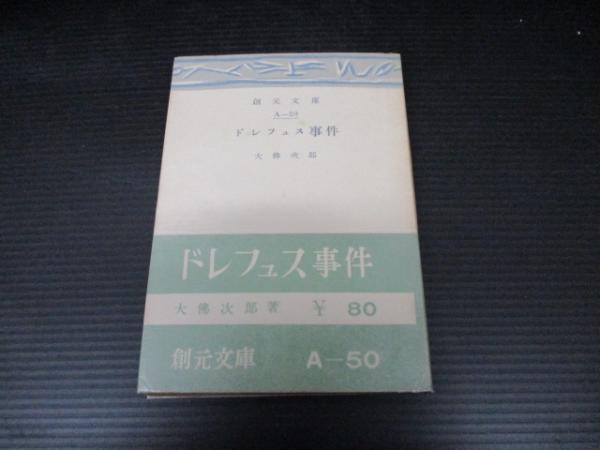 創元文庫
A—50
ドレフュス事件
大佛次郎
ドレフュス事件
大佛次郎著 ¥ 80
創元文庫 A—50